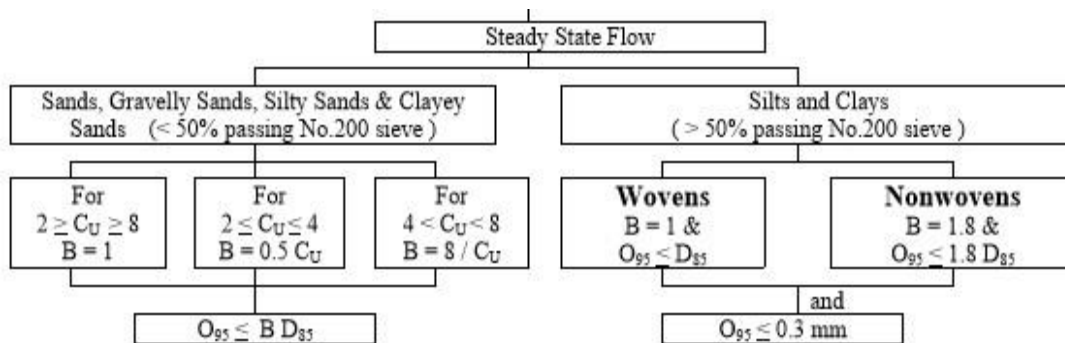 Steady State Flow
Sands, Gravelly Sands, Silty Sands & Clayey
Sands (< 50% passing No.200 sieve )
Silts and Clays
( > 50% passing No.200 sieve )
For
2 ≥ C_U ≥ 8
B = 1
For
2 ≤ C_U ≤ 4
B = 0.5 C_U
For
4 < C_U < 8
B = 8 / C_U
Wovens
B = 1 &
O₉₅ ≤ D₈₅
Nonwovens
B = 1.8 &
O₉₅ ≤ 1.8 D₈₅
O₉₅ ≤ B D₈₅
and
O₉₅ ≤ 0.3 mm